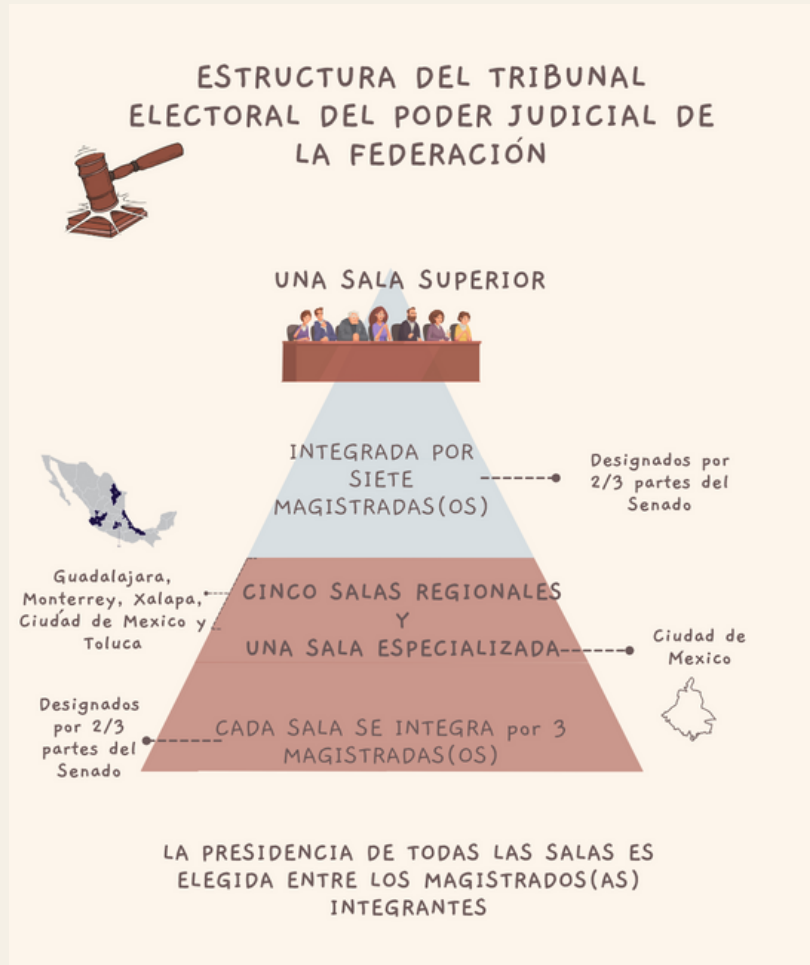 ESTRUCTURA DEL TRIBUNAL
ELECTORAL DEL PODER JUDICIAL DE
LA FEDERACIÓN
UNA SALA SUPERIOR
INTEGRADA POR
SIETE
MAGISTRADAS(OS)
Designados por
2/3 partes del
Senado
Guadalajara,
Monterrey, Xalapa,
Ciudad de Mexico y
Toluca
CINCO SALAS REGIONALES
Y
UNA SALA ESPECIALIZADA
Ciudad de
Mexico
Designados
por 2/3
partes del
Senado
CADA SALA SE INTEGRA por 3
MAGISTRADAS(OS)
LA PRESIDENCIA DE TODAS LAS SALAS ES
ELEGIDA ENTRE LOS MAGISTRADOS(AS)
INTEGRANTES